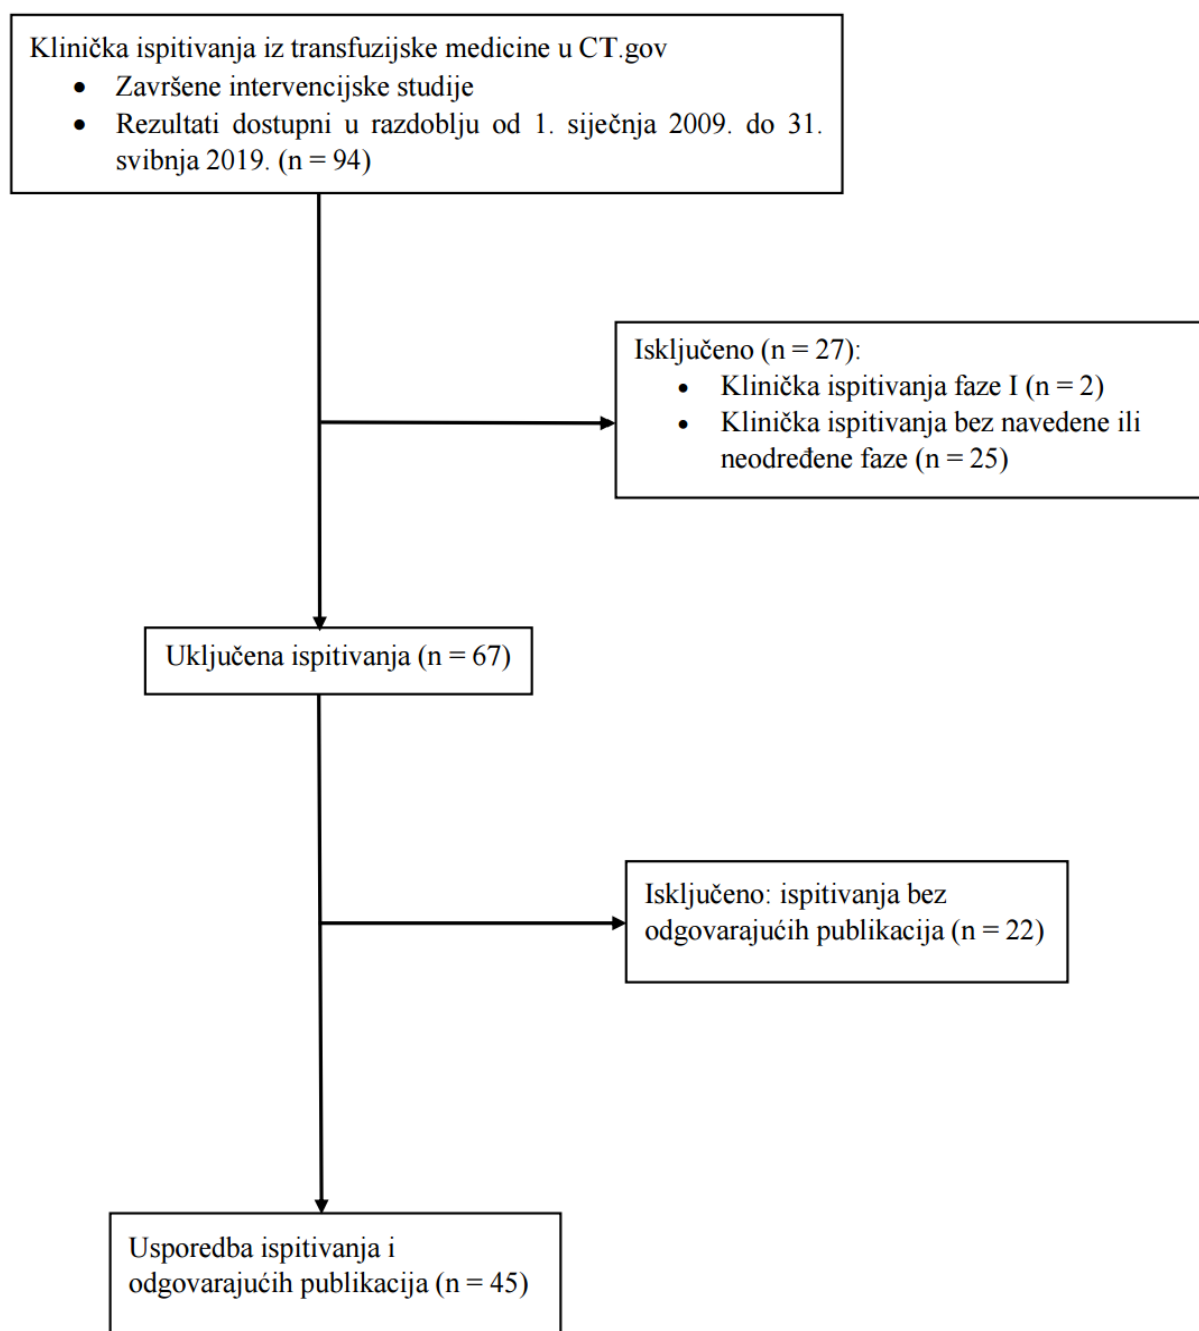 Klinička ispitivanja iz transfuzijske medicine u CT.gov
• Završene intervencijske studije
• Rezultati dostupni u razdoblju od 1. siječnja 2009. do 31.
svibnja 2019. (n = 94)
Isključeno (n = 27):
• Klinička ispitivanja faze I (n = 2)
• Klinička ispitivanja bez navedene ili
neodređene faze (n = 25)
Uključena ispitivanja (n = 67)
Isključeno: ispitivanja bez
odgovarajućih publikacija (n = 22)
Usporedba ispitivanja i
odgovarajućih publikacija (n = 45)